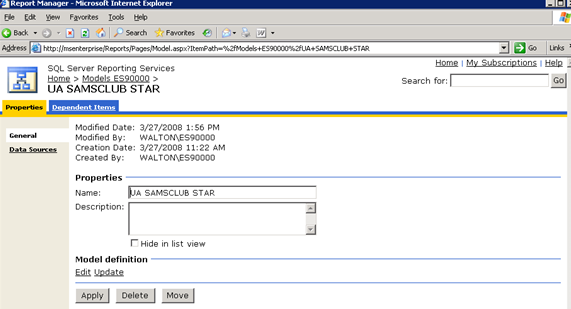 Report Manager - Microsoft Internet Explorer
File Edit View Favorites Tools Help
Back Search Favorites
Address http://msenterprise/Reports/Pages/Model.aspx?ItemPath=%2fModels+ES90000%2fUA+SAMSCLUB+STAR Go Links
SQL Server Reporting Services
Home | My Subscriptions | Help
Home > Models ES90000 >
UA SAMSCLUB STAR
Search for: Go
Properties Dependent Items
General
Data Sources
Modified Date: 3/27/2008 1:56 PM
Modified By: WALTON\ES90000
Creation Date: 3/27/2008 11:22 AM
Created By: WALTON\ES90000
Properties
Name: UA SAMSCLUB STAR
Description:
Hide in list view
Model definition
Edit Update
Apply Delete Move